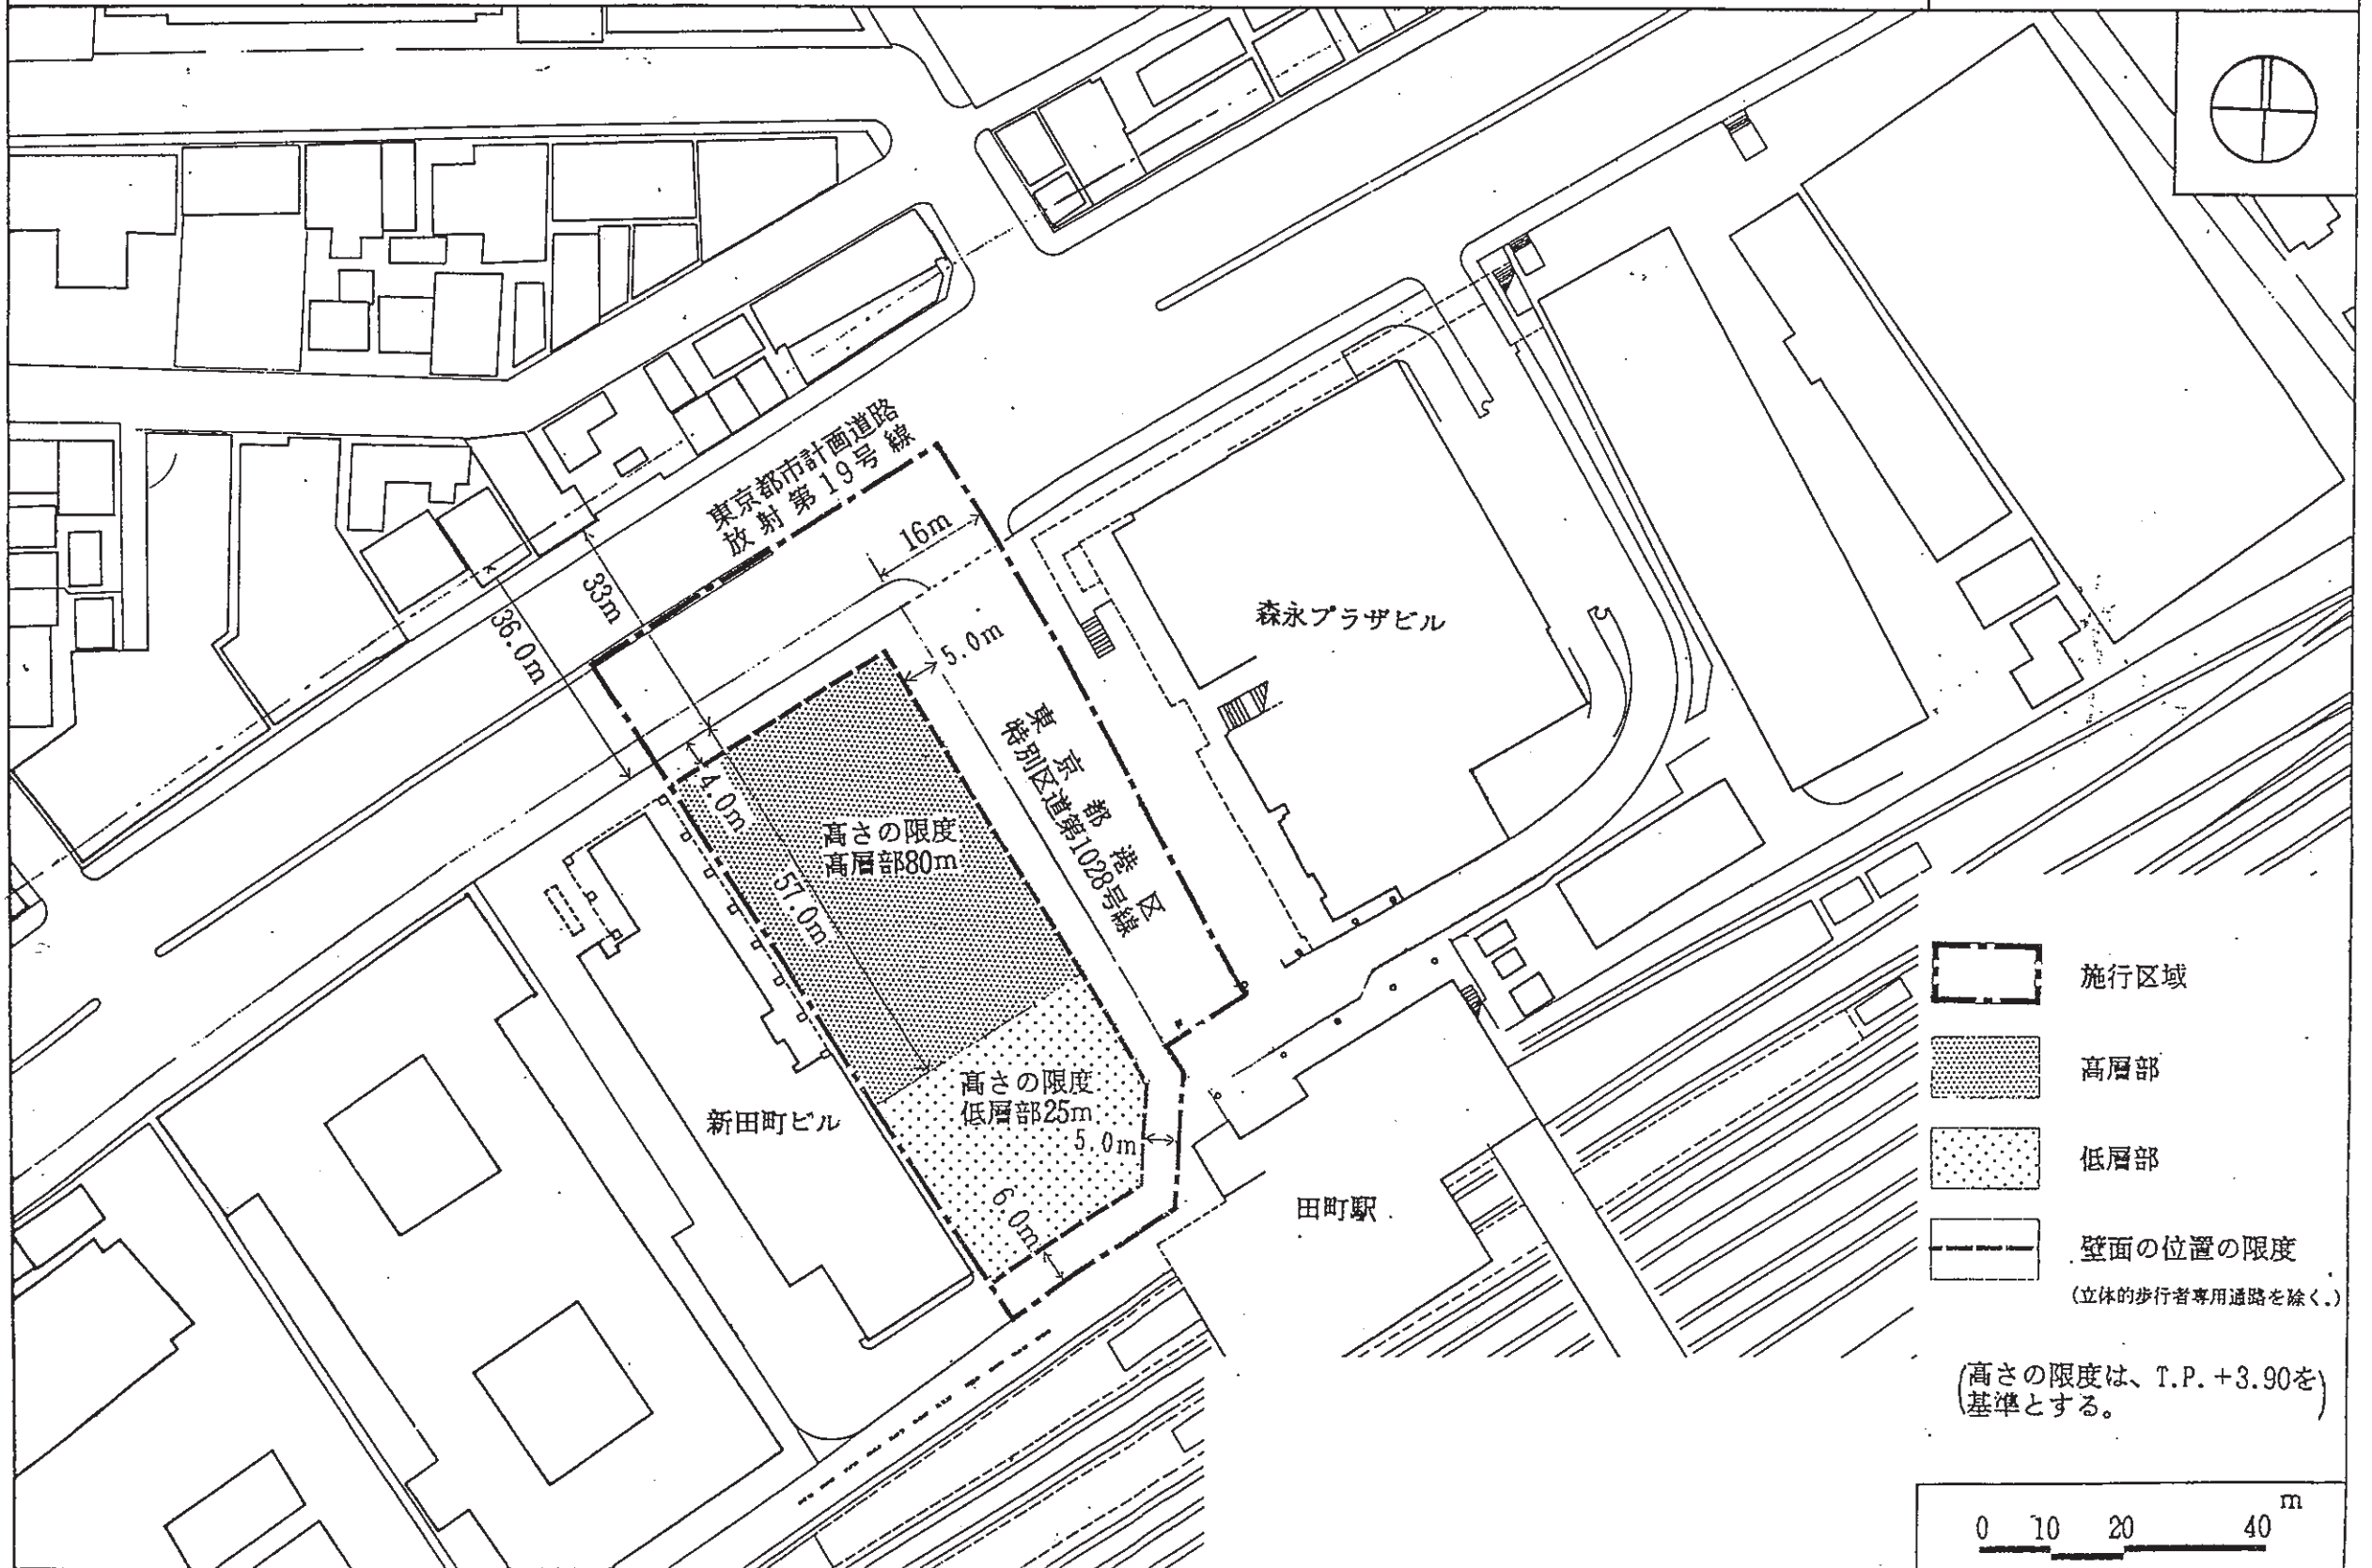 東京都市計画道路
放射第19号線
16m
33m
36.0m
5.0m
森永プラザビル
東京都港区
特別区道第1028号線
4.0m
高さの限度
高層部80m
57.0m
高さの限度
低層部25m
5.0m
新田町ビル
6.0m
田町駅
施行区域
高層部
低層部
壁面の位置の限度
(立体的歩行者専用通路を除く。)
(高さの限度は、T.P.+3.90を
基準とする。)
m
0 10 20 40